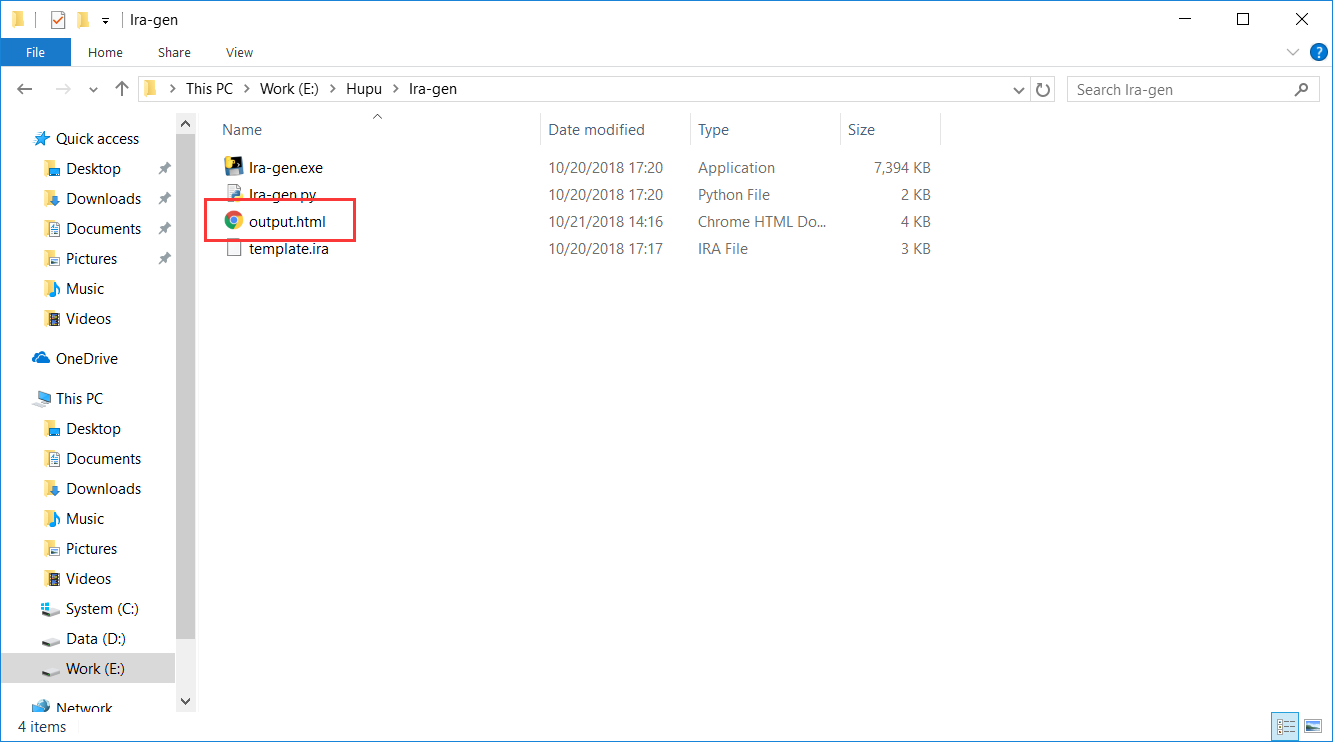 Ira-gen
File Home Share View
This PC Work (E:) Hupu Ira-gen Search Ira-gen
Name Date modified Type Size
Ira-gen.exe 10/20/2018 17:20 Application 7,394 KB
Ira-gen.py 10/20/2018 17:20 Python File 2 KB
output.html 10/21/2018 14:16 Chrome HTML Do... 4 KB
template.ira 10/20/2018 17:17 IRA File 3 KB
Quick access
Desktop
Downloads
Documents
Pictures
Music
Videos
OneDrive
This PC
Desktop
Documents
Downloads
Music
Pictures
Videos
System (C:)
Data (D:)
Work (E:)
Network
4 items